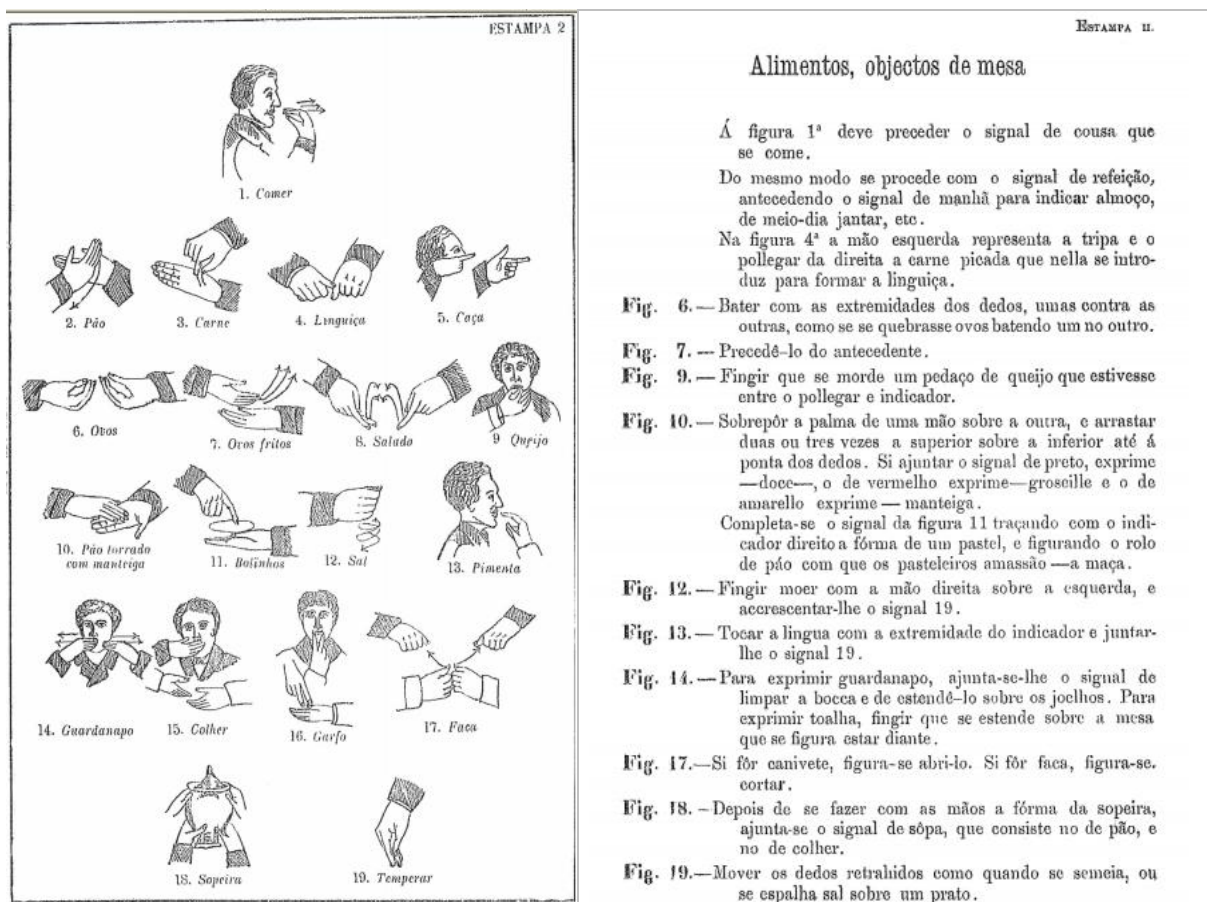 ESTAMPA 2
1. Comer
2. Pão
3. Carne
4. Linguiça
5. Caça
6. Ovos
7. Ovos fritos
8. Salada
9 Queijo
10. Pão torrado
com manteiga
11. Bolinhos
12. Sal
13. Pimenta
14. Guardanapo
15. Colher
16. Garfo
17. Faca
18. Sopeira
19. Temperar
ESTAMPA II.
Alimentos, objectos de mesa
Á figura 1ª deve preceder o signal de cousa que
se come.
Do mesmo modo se procede com o signal de refeição,
antecedendo o signal de manhã para indicar almoço,
de meio-dia jantar, etc.
Na figura 4ª a mão esquerda representa a tripa e o
pollegar da direita a carne picada que nella se intro-
duz para formar a linguiça.
Fig. 6.—Bater com as extremidades dos dedos, umas contra as
outras, como se se quebrasse ovos batendo um no outro.
Fig. 7.—Precedê-lo do antecedente.
Fig. 9.—Fingir que se morde um pedaço de queijo que estivesse
entre o pollegar e indicador.
Fig. 10.—Sobrepôr a palma de uma mão sobre a outra, e arrastar
duas ou tres vezes a superior sobre a inferior até á
ponta dos dedos. Si ajuntar o signal de preto, exprime
—doce—, o de vermelho exprime—groseille e o de
amarello exprime—manteiga.
Completa-se o signal da figura 11 traçando com o indi-
cador direito a fórma de um pastel, e figurando o rolo
de páo com que os pasteleiros amassão—a maça.
Fig. 12.—Fingir moer com a mão direita sobre a esquerda, e
accrescentar-lhe o signal 19.
Fig. 13.—Tocar a lingua com a extremidade do indicador e juntar-
lhe o signal 19.
Fig. 14.—Para exprimir guardanapo, ajunta-se-lhe o signal de
limpar a bocca e de estendê-lo sobre os joelhos. Para
exprimir toalha, fingir que se estende sobre a mesa
que se figura estar diante.
Fig. 17.—Si fôr canivete, figura-se abri-lo. Si fôr faca, figura-se.
cortar.
Fig. 18.—Depois de se fazer com as mãos a fórma da sopeira,
ajunta-se o signal de sôpa, que consiste no de pão, e
no de colher.
Fig. 19.—Mover os dedos retrahidos como quando se semeia, ou
se espalha sal sobre um prato.